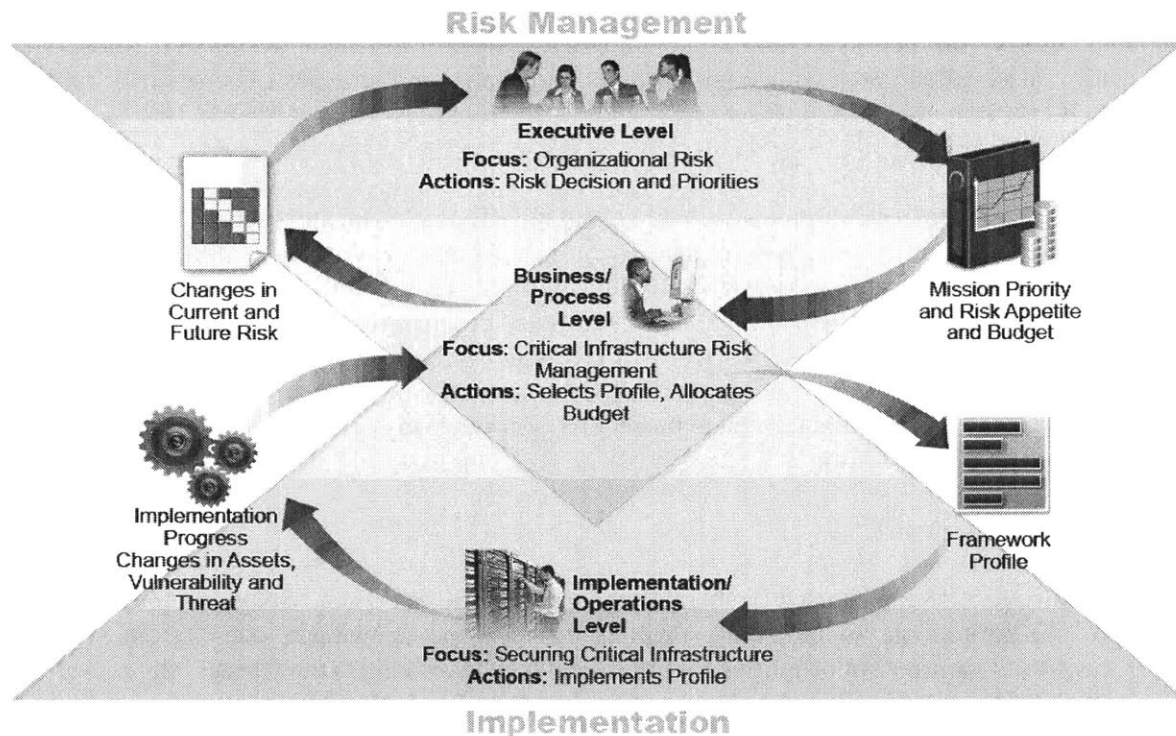 Risk Management
Executive Level
Focus: Organizational Risk
Actions: Risk Decision and Priorities
Changes in
Current and
Future Risk
Mission Priority
and Risk Appetite
and Budget
Business/
Process
Level
Focus: Critical Infrastructure Risk
Management
Actions: Selects Profile, Allocates
Budget
Implementation
Progress
Changes in Assets,
Vulnerability and
Threat
Framework
Profile
Implementation/
Operations
Level
Focus: Securing Critical Infrastructure
Actions: Implements Profile
Implementation